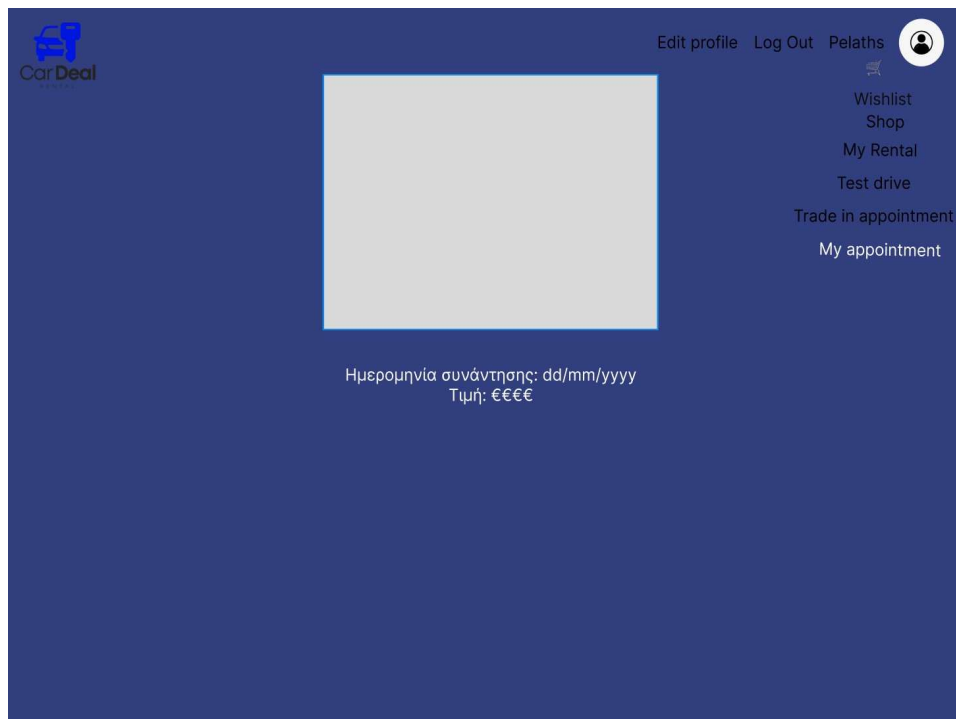 CarDeal
RENTAL
Edit profile Log Out Pelaths
Wishlist
Shop
My Rental
Test drive
Trade in appointment
My appointment
Ημερομηνία συνάντησης: dd/mm/yyyy
Τιμή: €€€€